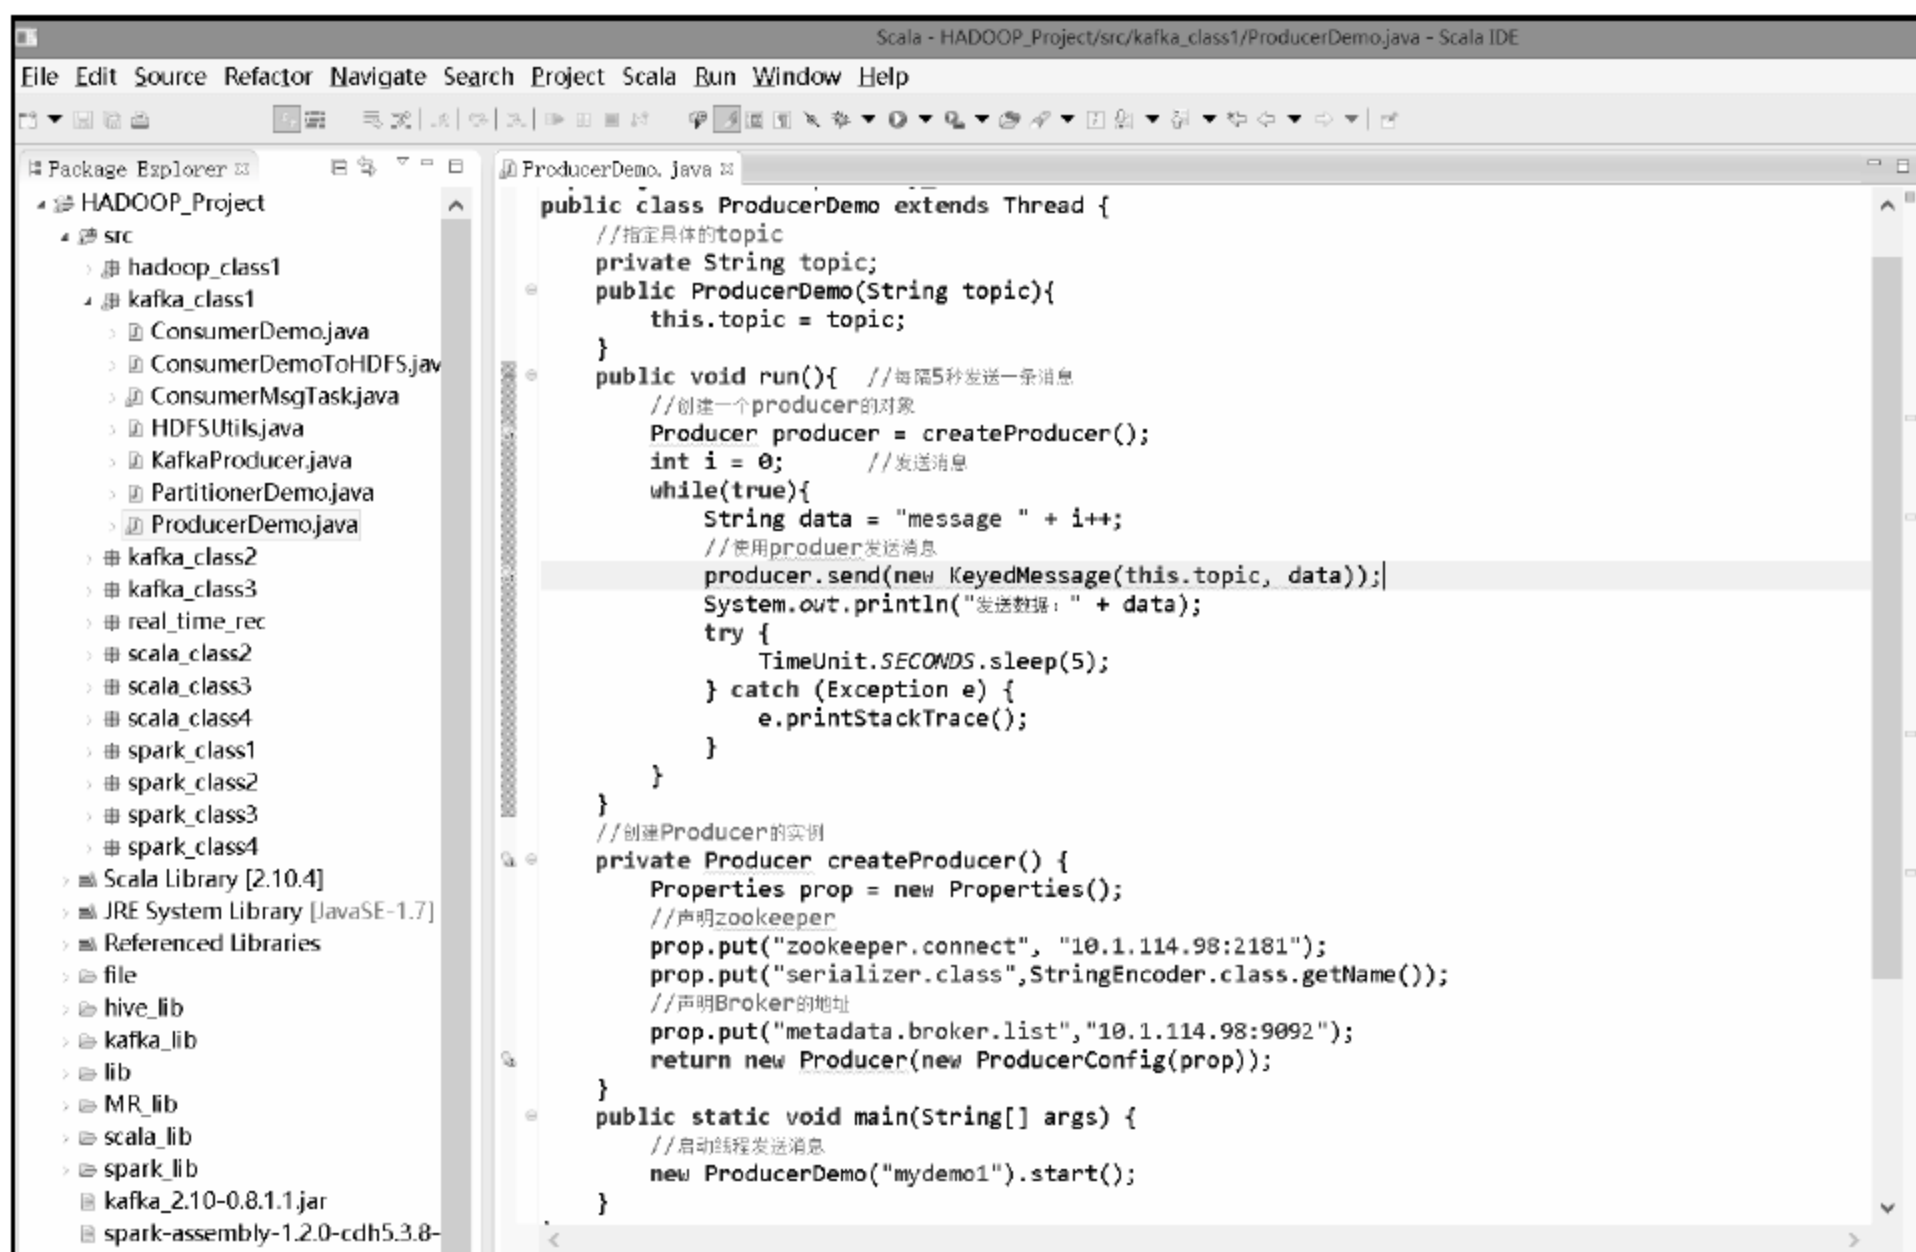 Scala - HADOOP_Project/src/kafka_class1/ProducerDemo.java - Scala IDE
File Edit Source Refactor Navigate Search Project Scala Run Window Help
Package Explorer
HADOOP_Project
src
hadoop_class1
kafka_class1
ConsumerDemo.java
ConsumerDemoToHDFS.jav
ConsumerMsgTask.java
HDFSUtils.java
KafkaProducer.java
PartitionerDemo.java
ProducerDemo.java
kafka_class2
kafka_class3
real_time_rec
scala_class2
scala_class3
scala_class4
spark_class1
spark_class2
spark_class3
spark_class4
Scala Library [2.10.4]
JRE System Library [JavaSE-1.7]
Referenced Libraries
file
hive_lib
kafka_lib
lib
MR_lib
scala_lib
spark_lib
kafka_2.10-0.8.1.1.jar
spark-assembly-1.2.0-cdh5.3.8-
ProducerDemo.java
public class ProducerDemo extends Thread {
//指定具体的topic
private String topic;
public ProducerDemo(String topic){
this.topic = topic;
}
public void run(){ //每隔5秒发送一条消息
//创建一个producer的对象
Producer producer = createProducer();
int i = 0; //发送消息
while(true){
String data = "message " + i++;
//使用produer发送消息
producer.send(new KeyedMessage(this.topic, data));
System.out.println("发送数据：" + data);
try {
TimeUnit.SECONDS.sleep(5);
} catch (Exception e) {
e.printStackTrace();
}
}
}
//创建Producer的实例
private Producer createProducer() {
Properties prop = new Properties();
//声明zookeeper
prop.put("zookeeper.connect", "10.1.114.98:2181");
prop.put("serializer.class",StringEncoder.class.getName());
//声明Broker的地址
prop.put("metadata.broker.list","10.1.114.98:9092");
return new Producer(new ProducerConfig(prop));
}
public static void main(String[] args) {
//启动线程发送消息
new ProducerDemo("mydemo1").start();
}